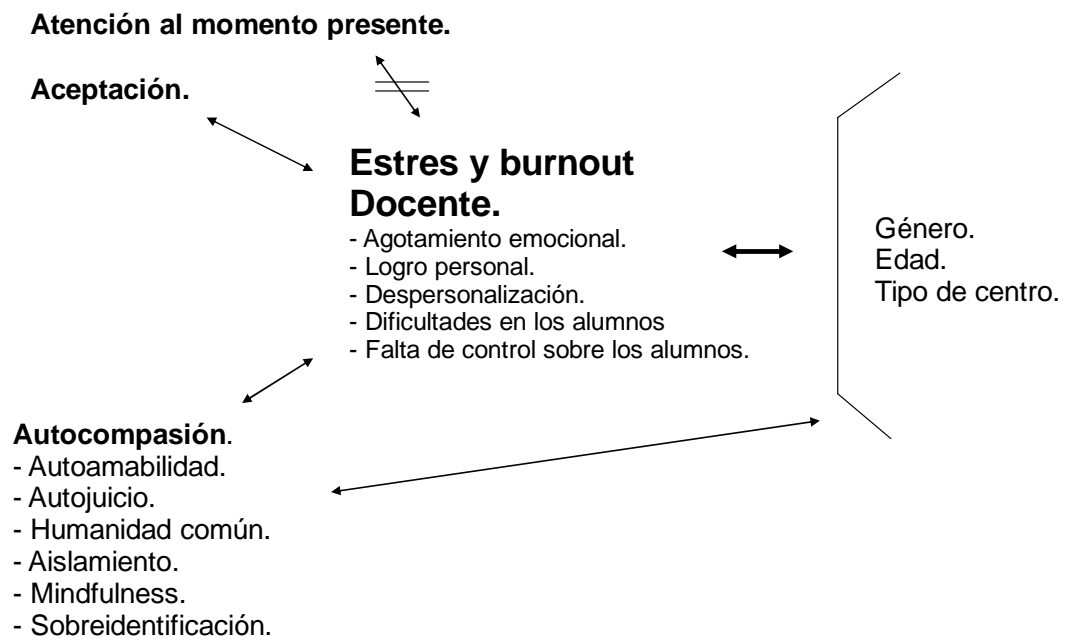 Atención al momento presente.
Aceptación.
Estres y burnout
Docente.
- Agotamiento emocional.
- Logro personal.
- Despersonalización.
- Dificultades en los alumnos
- Falta de control sobre los alumnos.
Género.
Edad.
Tipo de centro.
Autocompasión.
- Autoamabilidad.
- Autojuicio.
- Humanidad común.
- Aislamiento.
- Mindfulness.
- Sobreidentificación.